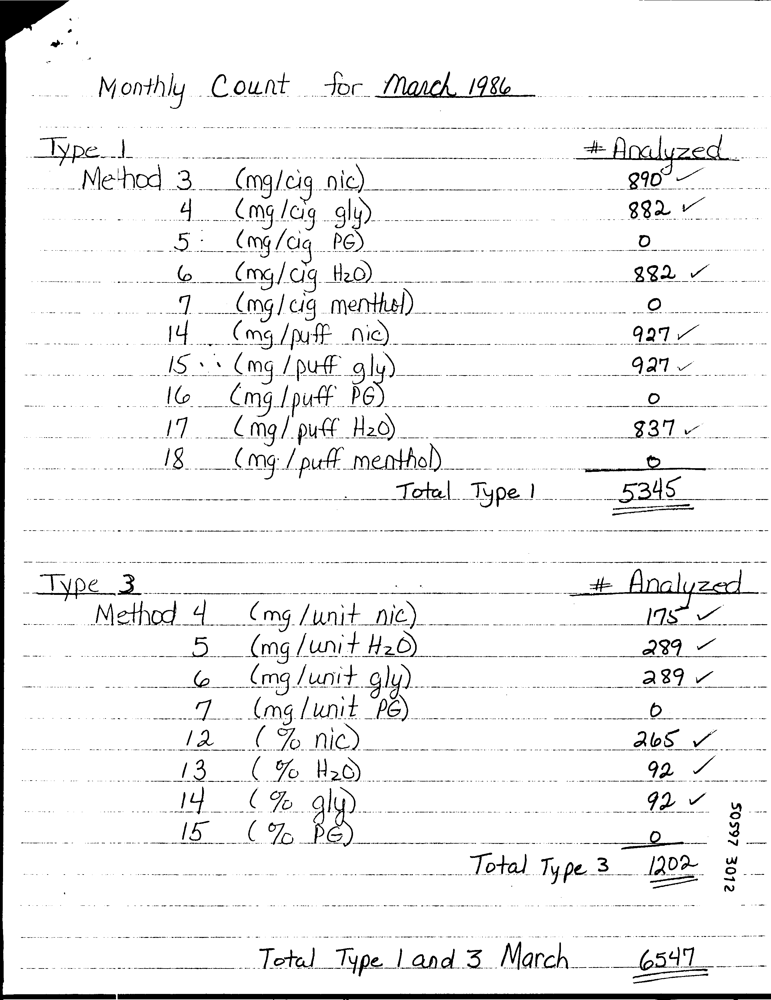 Monthly Count for March 1986
Type 1 # Analyzed
Method 3 (mg/cig nic) 890 ✓
4 (mg/cig gly) 882 ✓
5 (mg/cig PG) 0
6 (mg/cig H2O) 882 ✓
7 (mg/cig menthol) 0
14 (mg/puff nic) 927 ✓
15 (mg/puff gly) 927 ✓
16 (mg/puff PG) 0
17 (mg/puff H2O) 837 ✓
18 (mg/puff menthol) 0
Total Type 1 5345
Type 3 # Analyzed
Method 4 (mg/unit nic) 175 ✓
5 (mg/unit H2O) 289 ✓
6 (mg/unit gly) 289 ✓
7 (mg/unit PG) 0
12 (% nic) 265 ✓
13 (% H2O) 92 ✓
14 (% gly) 92 ✓
15 (% PG) 0
Total Type 3 1202
Total Type 1 and 3 March 6547
50597 3012